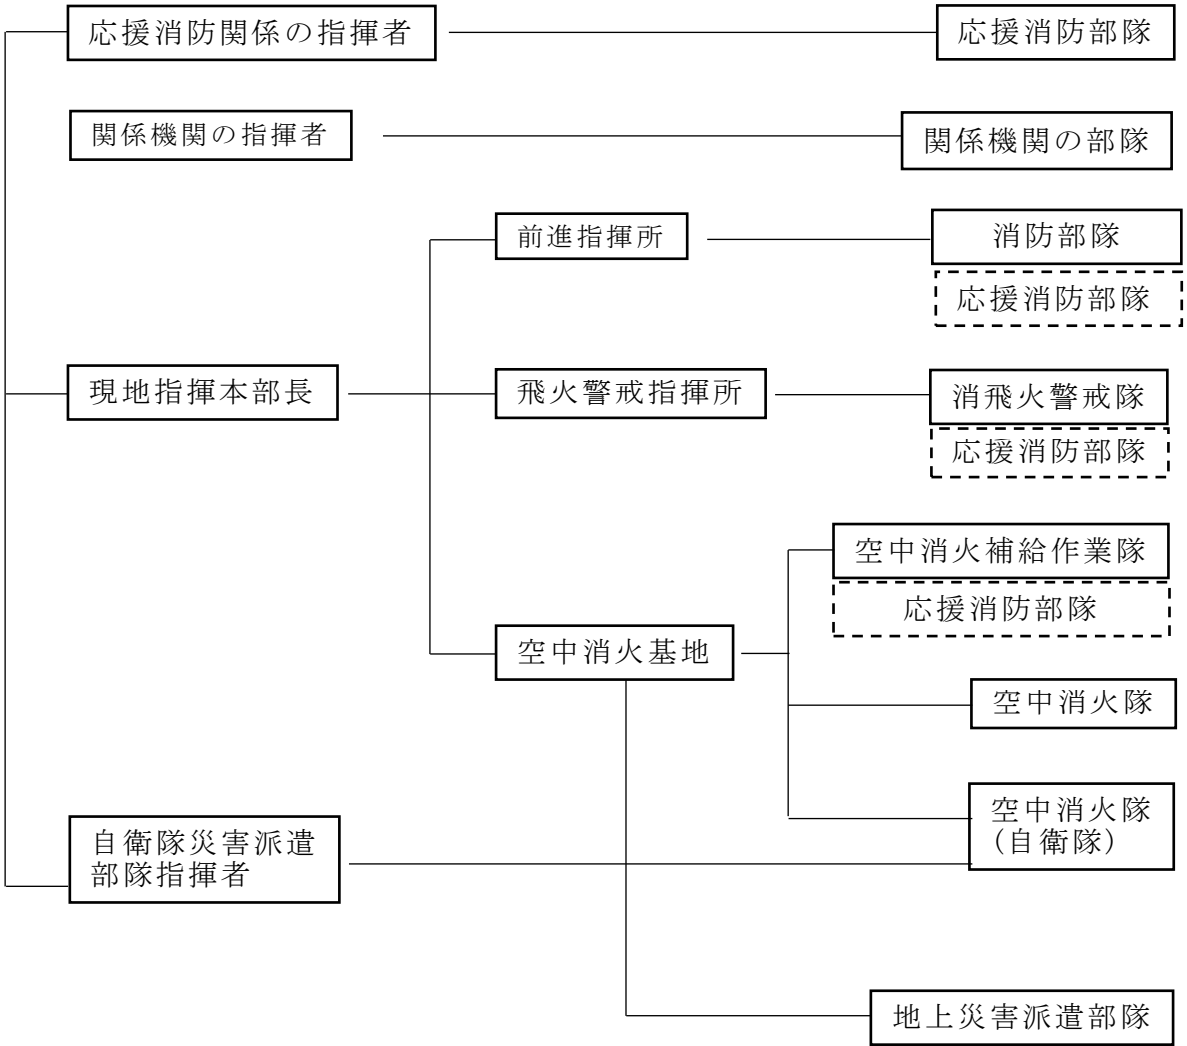 応援消防関係の指揮者
応援消防部隊
関係機関の指揮者
関係機関の部隊
前進指揮所
消防部隊
応援消防部隊
現地指揮本部長
飛火警戒指揮所
消飛火警戒隊
応援消防部隊
空中消火補給作業隊
応援消防部隊
空中消火基地
空中消火隊
空中消火隊
(自衛隊)
自衛隊災害派遣
部隊指揮者
地上災害派遣部隊